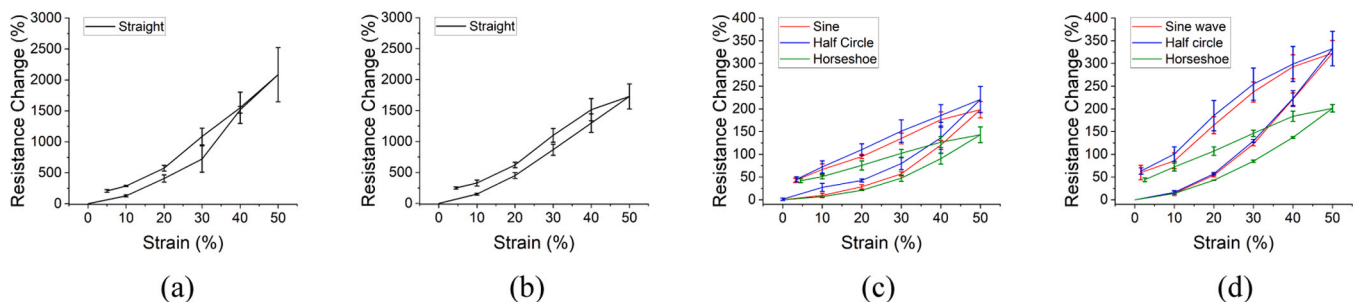 3000
2500
2000
1500
1000
500
0
Resistance Change (%)
Straight
0 10 20 30 40 50
Strain (%)
(a)
3000
2500
2000
1500
1000
500
0
Resistance Change (%)
Straight
0 10 20 30 40 50
Strain (%)
(b)
400
350
300
250
200
150
100
50
0
Resistance Change (%)
Sine
Half Circle
Horseshoe
0 10 20 30 40 50
Strain (%)
(c)
400
350
300
250
200
150
100
50
0
Resistance Change (%)
Sine wave
Half circle
Horseshoe
0 10 20 30 40 50
Strain (%)
(d)